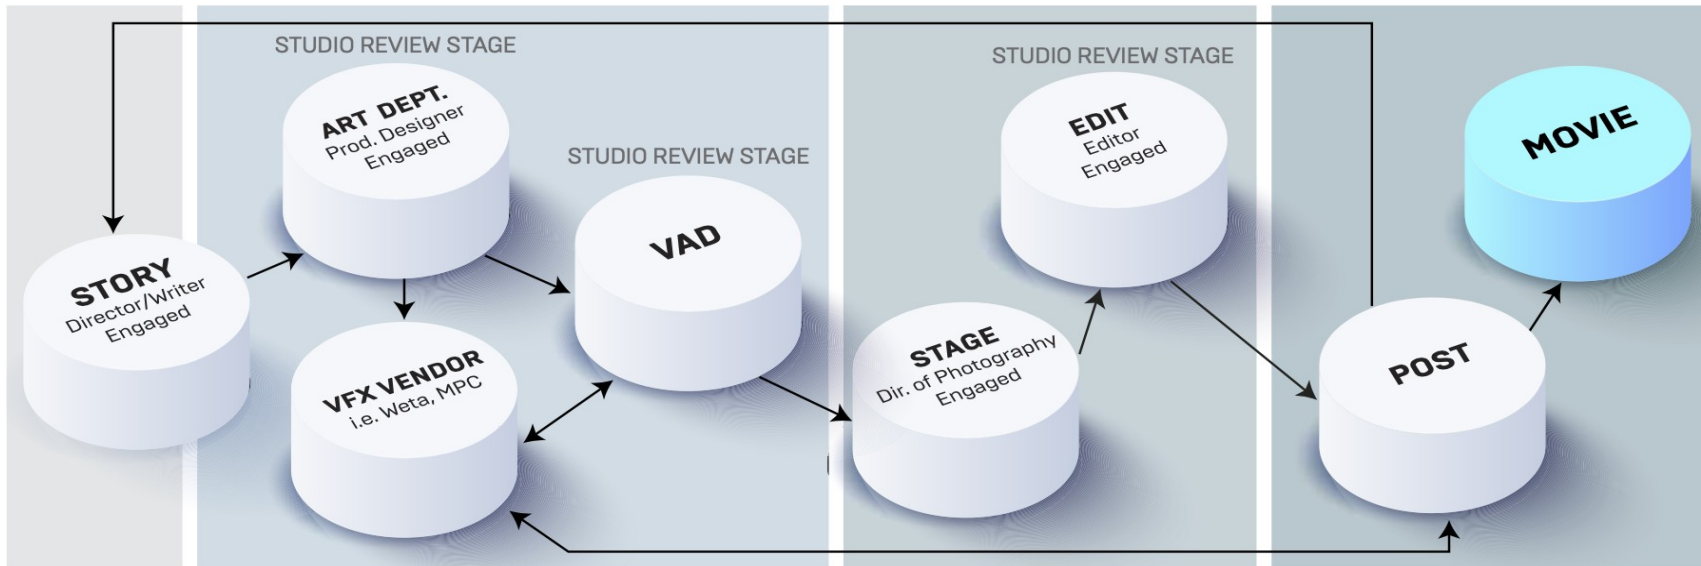 STUDIO REVIEW STAGE
ART DEPT.
Prod. Designer
Engaged
STUDIO REVIEW STAGE
VAD
STORY
Director/Writer
Engaged
VFX VENDOR
i.e. Weta, MPC
STUDIO REVIEW STAGE
EDIT
Editor
Engaged
STAGE
Dir. of Photography
Engaged
MOVIE
POST